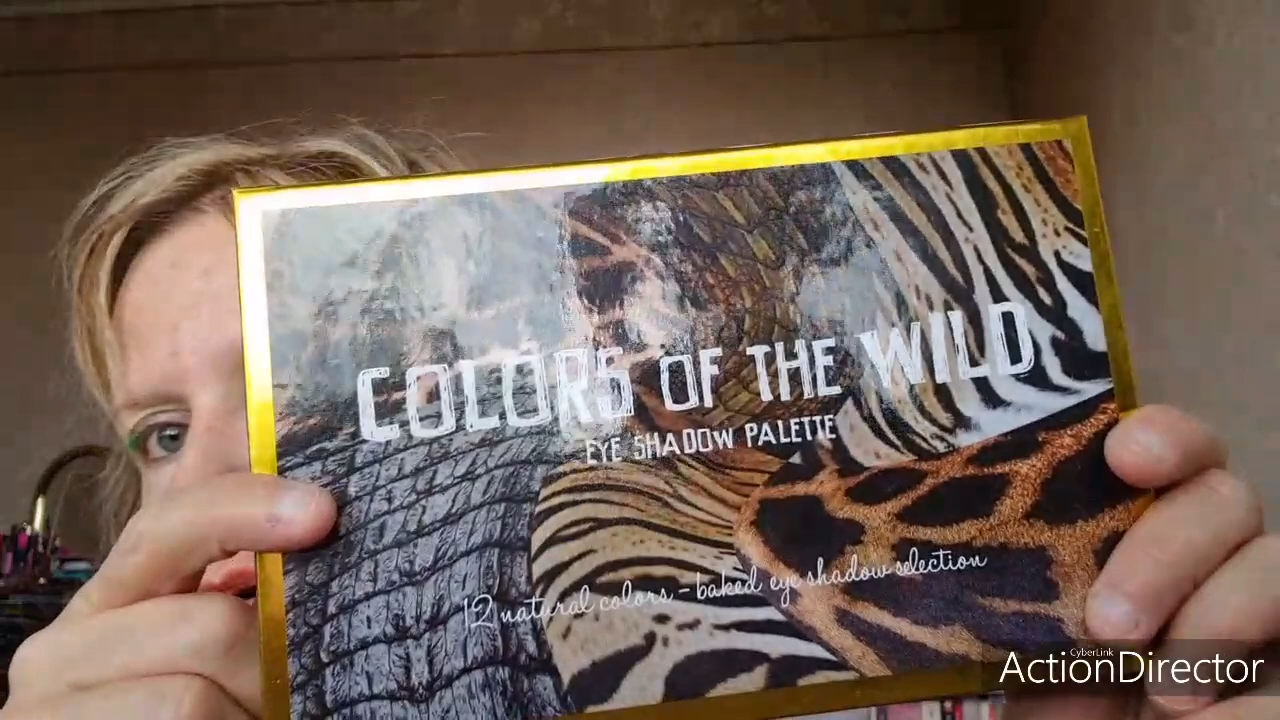 COLORS OF THE WILD
EYE SHADOW PALETTE
12 natural colors - baked eye shadow selection
CyberLink
ActionDirector